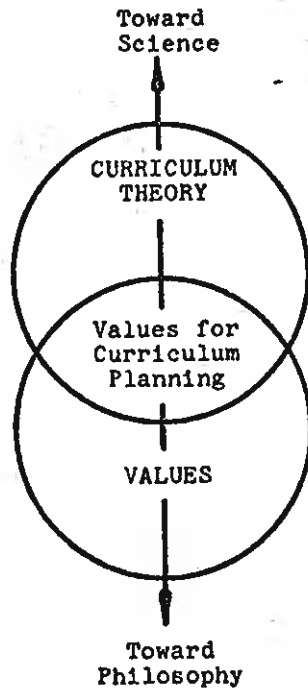 Toward
Science
CURRICULUM
THEORY
Values for
Curriculum
Planning
VALUES
Toward
Philosophy